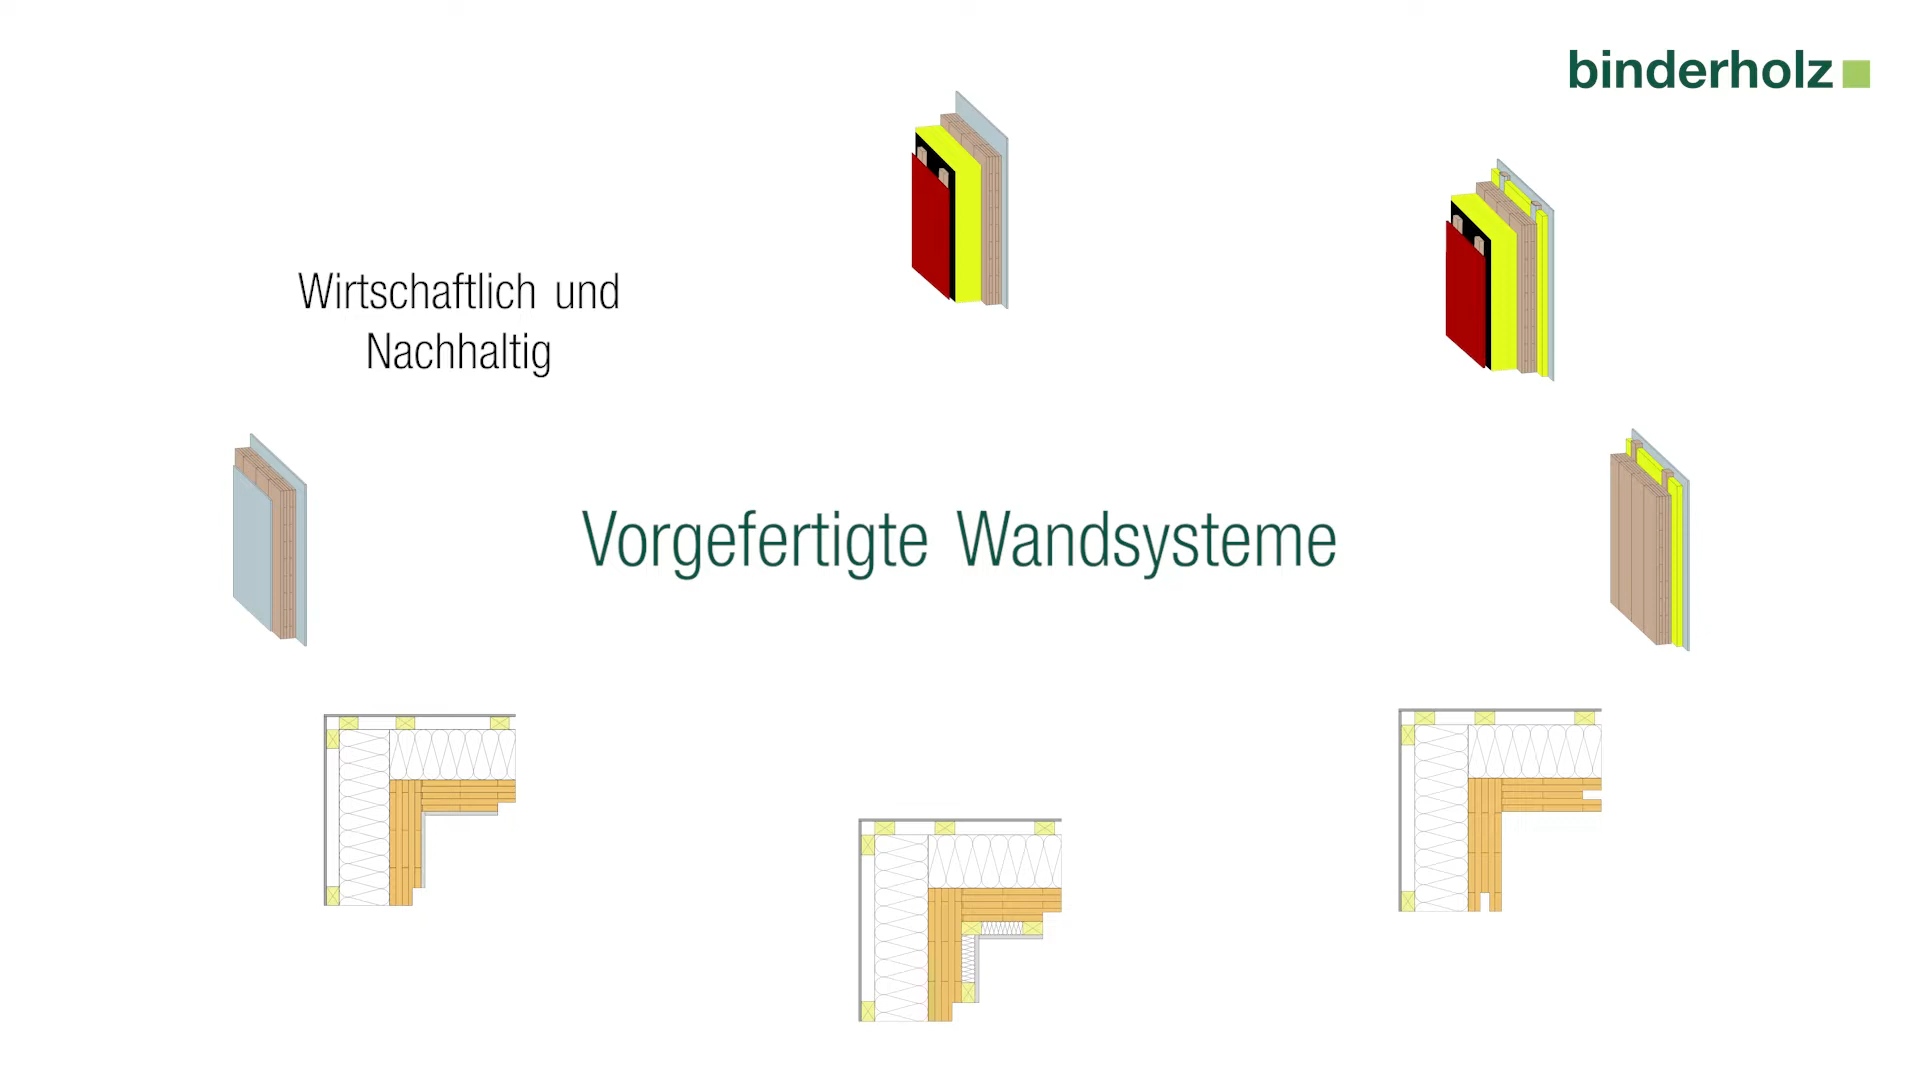 binderholz
Wirtschaftlich und
Nachhaltig
Vorgefertigte Wandsysteme